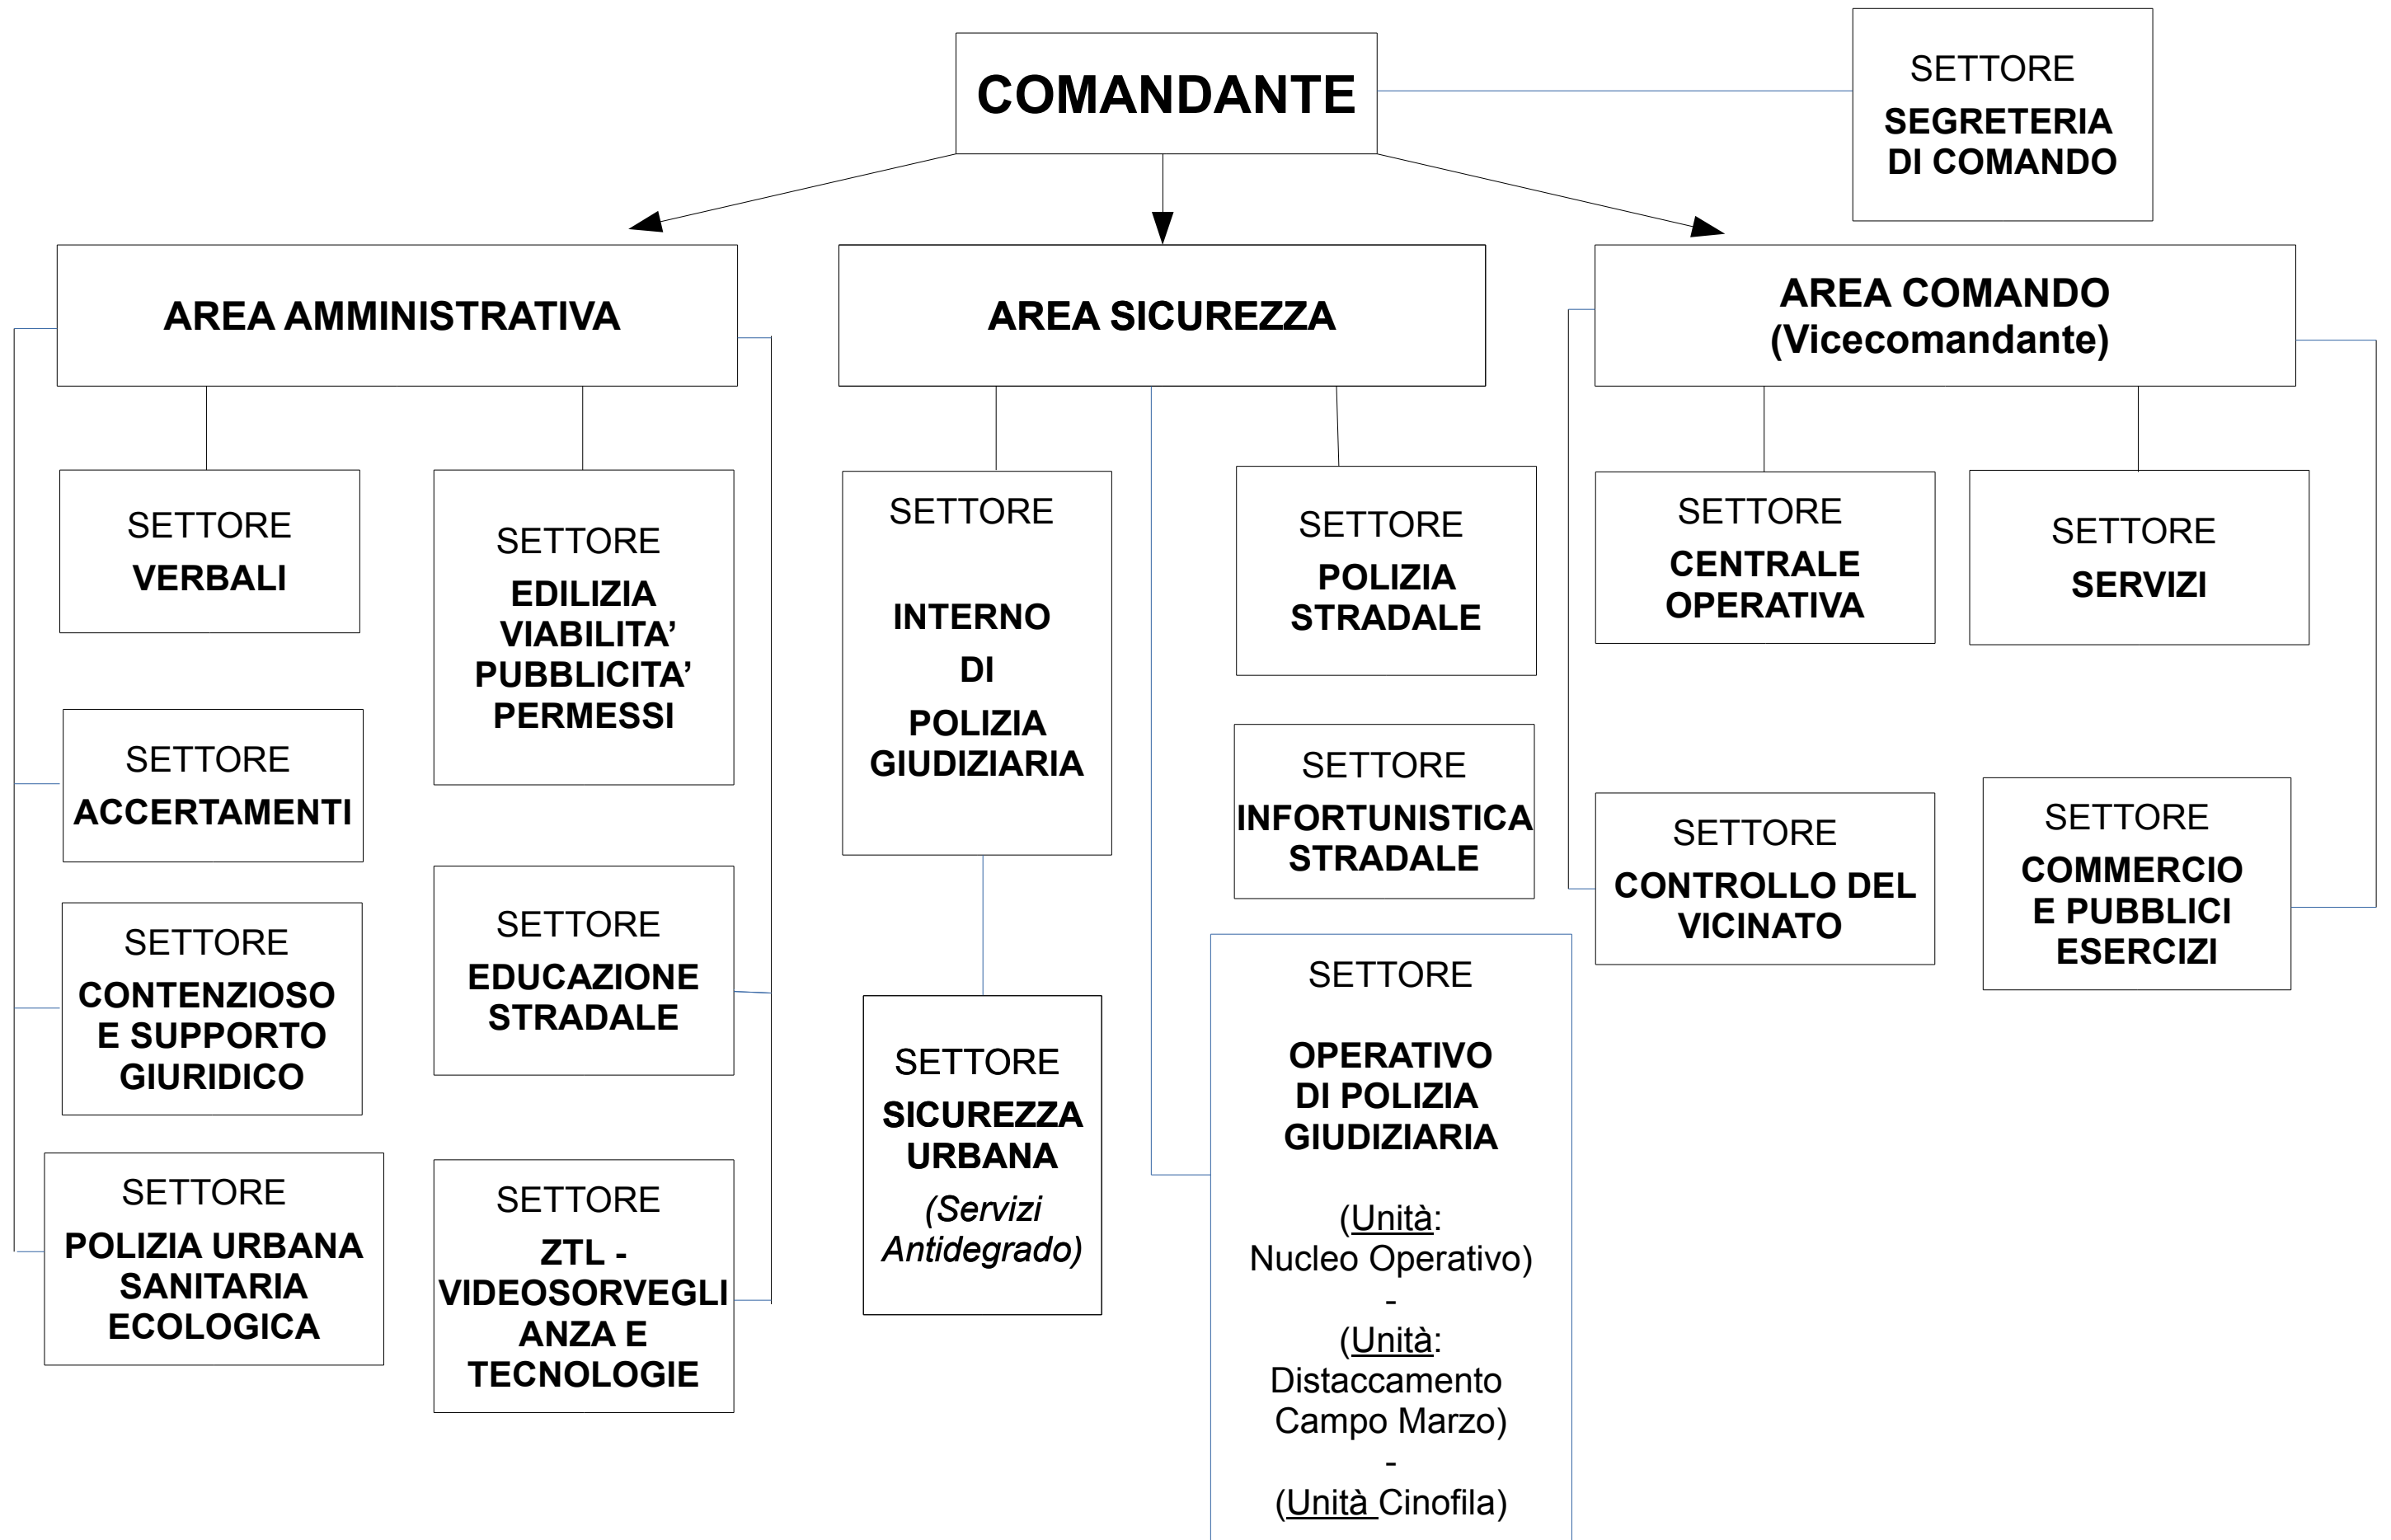 COMANDANTE
SETTORE
SEGRETERIA
DI COMANDO
AREA AMMINISTRATIVA
AREA SICUREZZA
AREA COMANDO
(Vicecomandante)
SETTORE
VERBALI
SETTORE
EDILIZIA
VIABILITA’
PUBBLICITA’
PERMESSI
SETTORE
ACCERTAMENTI
SETTORE
CONTENZIOSO
E SUPPORTO
GIURIDICO
SETTORE
EDUCAZIONE
STRADALE
SETTORE
POLIZIA URBANA
SANITARIA
ECOLOGICA
SETTORE
ZTL -
VIDEOSORVEGLI
ANZA E
TECNOLOGIE
SETTORE
INTERNO
DI
POLIZIA
GIUDIZIARIA
SETTORE
POLIZIA
STRADALE
SETTORE
INFORTUNISTICA
STRADALE
SETTORE
SICUREZZA
URBANA
(Servizi
Antidegrado)
SETTORE
OPERATIVO
DI POLIZIA
GIUDIZIARIA
(Unità:
Nucleo Operativo)
-
(Unità:
Distaccamento
Campo Marzo)
-
(Unità Cinofila)
SETTORE
CENTRALE
OPERATIVA
SETTORE
SERVIZI
SETTORE
CONTROLLO DEL
VICINATO
SETTORE
COMMERCIO
E PUBBLICI
ESERCIZI